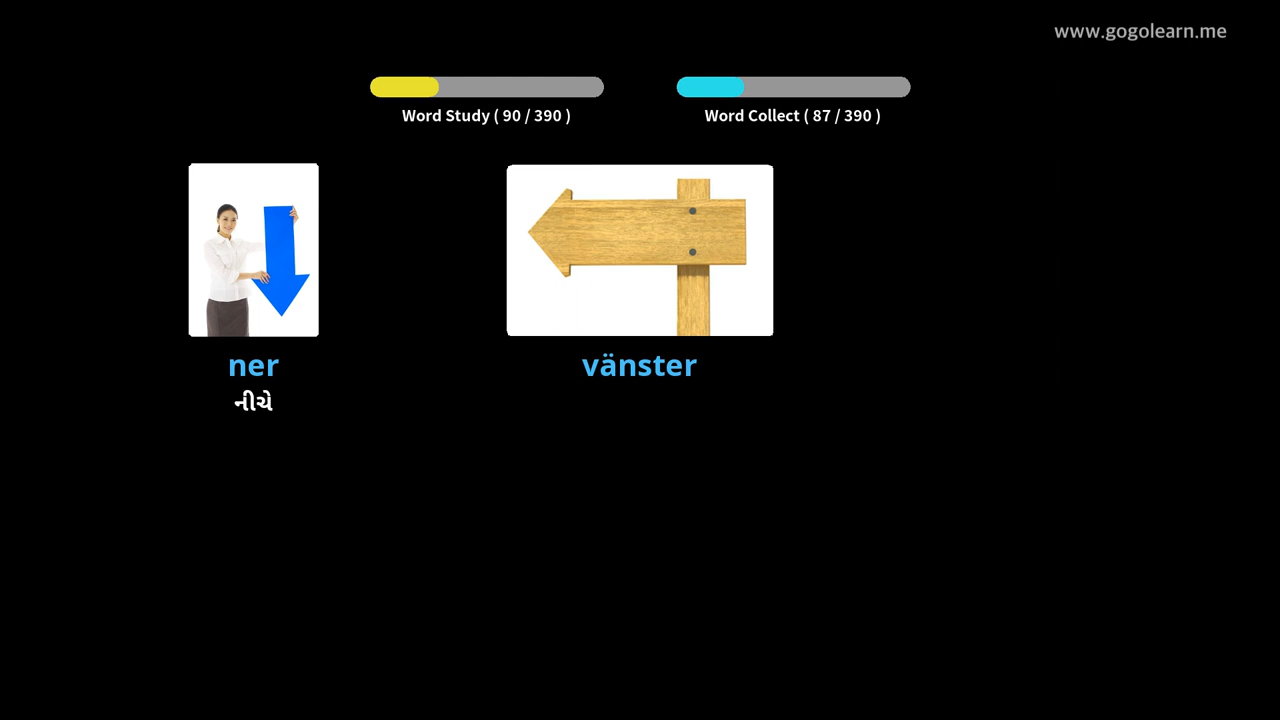 www.gogolearn.me
Word Study ( 90 / 390 )
Word Collect ( 87 / 390 )
ner
vänster
નીચે